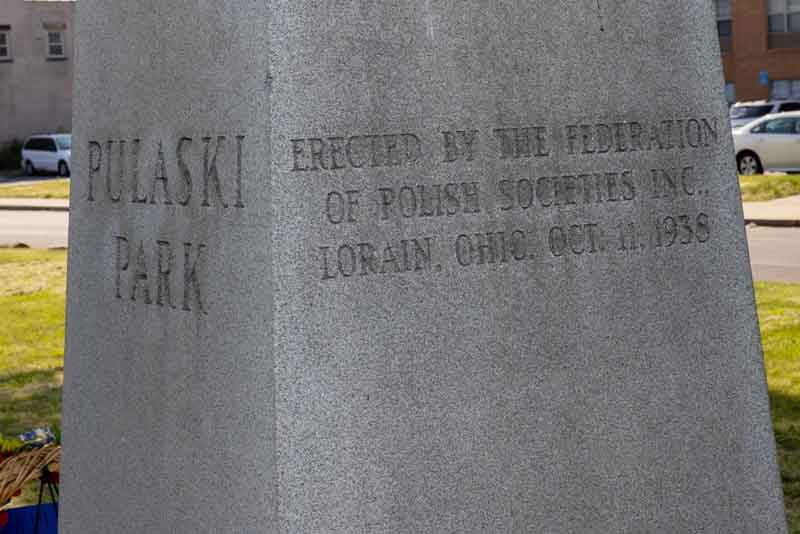 PULASKI
PARK
ERECTED BY THE FEDERATION
OF POLISH SOCIETIES INC.,
LORAIN, OHIO, OCT. 11, 1938